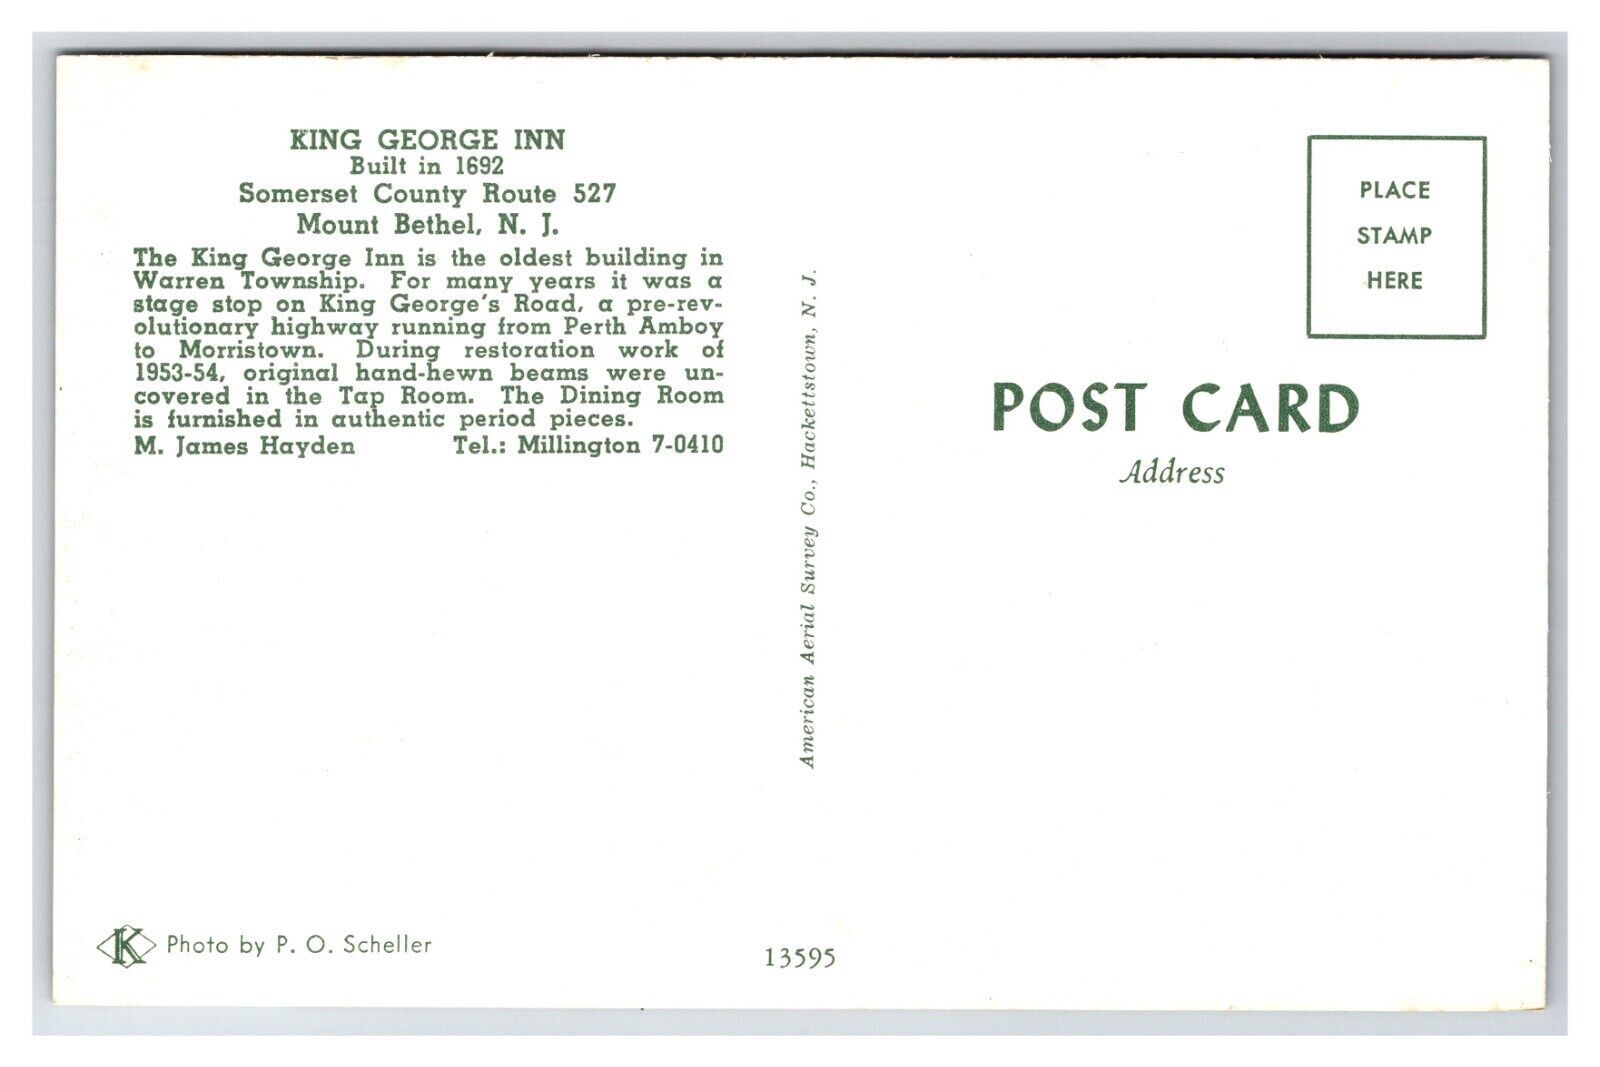 KING GEORGE INN
Built in 1692
Somerset County Route 527
Mount Bethel, N. J.
The King George Inn is the oldest building in
Warren Township. For many years it was a
stage stop on King George's Road, a pre-rev-
olutionary highway running from Perth Amboy
to Morristown. During restoration work of
1953-54, original hand-hewn beams were un-
covered in the Tap Room. The Dining Room
is furnished in authentic period pieces.
M. James Hayden Tel.: Millington 7-0410
K Photo by P. O. Scheller
American Aerial Survey Co., Hackettstown, N. J.
13595
PLACE
STAMP
HERE
POST CARD
Address